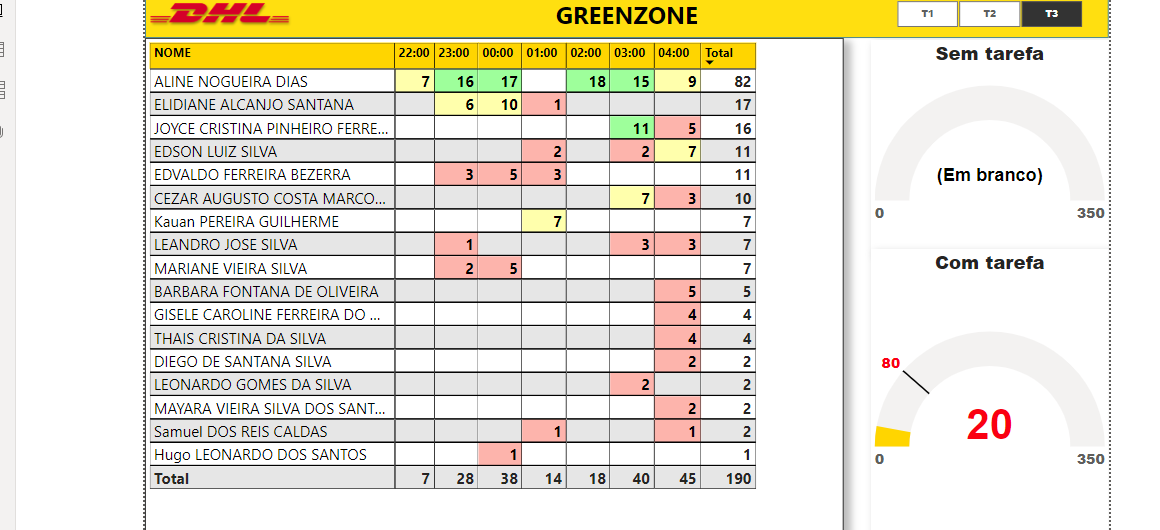 DHL
GREENZONE
T1 T2 T3
NOME 22:00 23:00 00:00 01:00 02:00 03:00 04:00 Total
ALINE NOGUEIRA DIAS 7 16 17 18 15 9 82
ELIDIANE ALCANJO SANTANA 6 10 1 17
JOYCE CRISTINA PINHEIRO FERRE... 11 5 16
EDSON LUIZ SILVA 2 2 7 11
EDVALDO FERREIRA BEZERRA 3 5 3 11
CEZAR AUGUSTO COSTA MARCO... 7 3 10
Kauan PEREIRA GUILHERME 7 7
LEANDRO JOSE SILVA 1 3 3 7
MARIANE VIEIRA SILVA 2 5 7
BARBARA FONTANA DE OLIVEIRA 5 5
GISELE CAROLINE FERREIRA DO ... 4 4
THAIS CRISTINA DA SILVA 4 4
DIEGO DE SANTANA SILVA 2 2
LEONARDO GOMES DA SILVA 2 2
MAYARA VIEIRA SILVA DOS SANT... 2 2
Samuel DOS REIS CALDAS 1 1 2
Hugo LEONARDO DOS SANTOS 1 1
Total 7 28 38 14 18 40 45 190
Sem tarefa
(Em branco)
0 350
Com tarefa
80
20
0 350